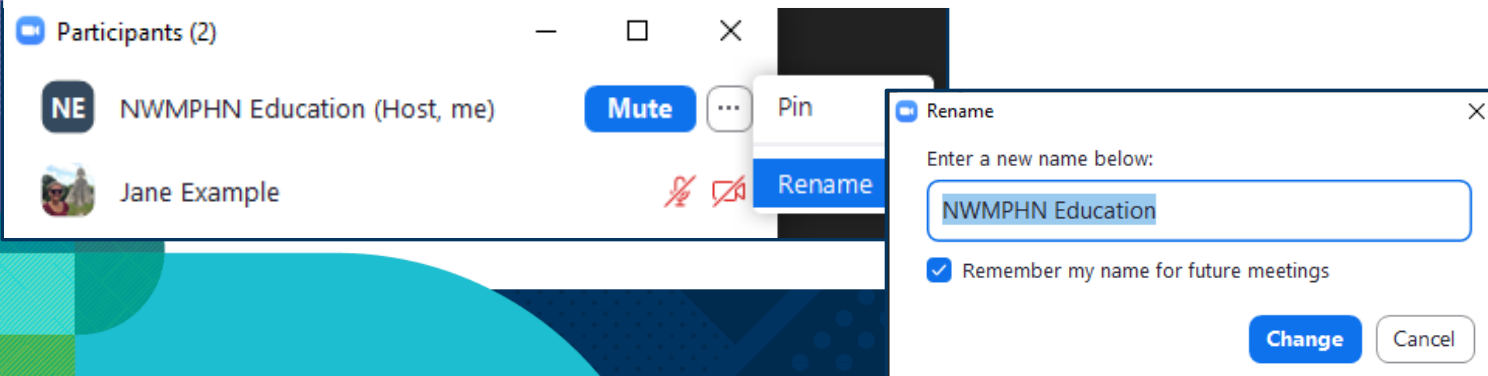 Participants (2)
NE NWMPHN Education (Host, me) Mute ...
Jane Example
Pin
Rename
Rename
Enter a new name below:
NWMPHN Education
Remember my name for future meetings
Change Cancel